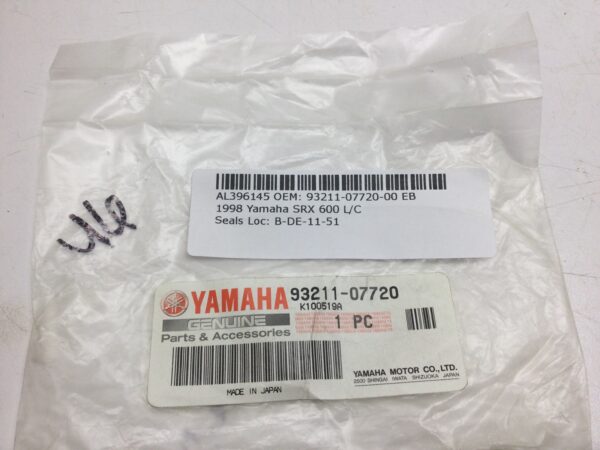 AL396145 OEM: 93211-07720-00 EB
1998 Yamaha SRX 600 L/C
Seals Loc: B-DE-11-51
YAMAHA 93211-07720
K100519A
GENUINE 1 PC
Parts & Accessories
YAMAHA MOTOR CO., LTD.
2500 SHINGAI IWATA SHIZUOKA JAPAN
MADE IN JAPAN